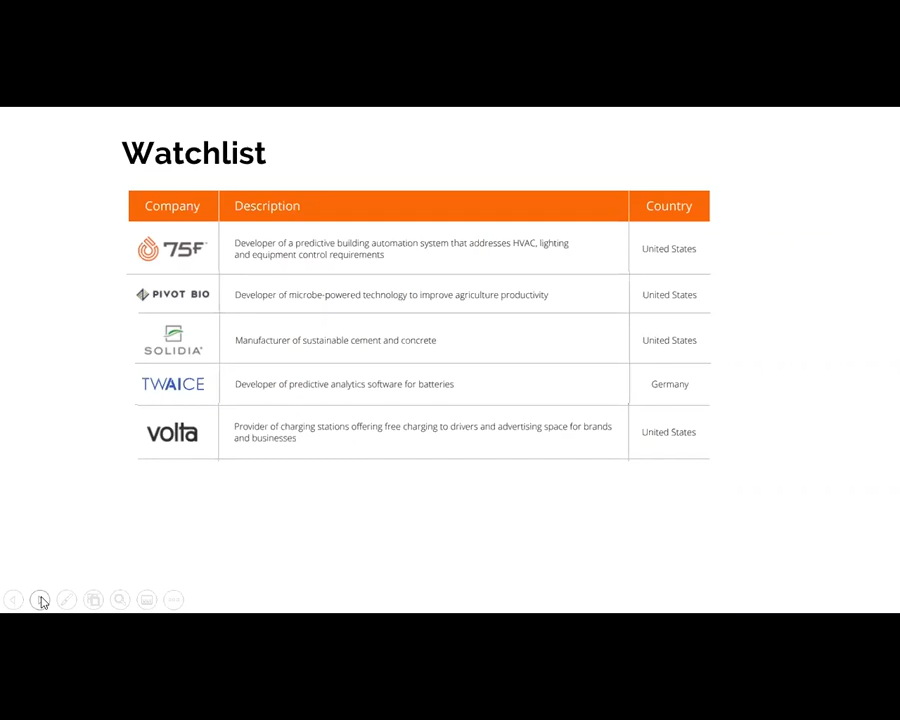 Watchlist
Company Description Country
75F Developer of a predictive building automation system that addresses HVAC, lighting
and equipment control requirements United States
PIVOT BIO Developer of microbe-powered technology to improve agriculture productivity United States
SOLIDIA Manufacturer of sustainable cement and concrete United States
TWAICE Developer of predictive analytics software for batteries Germany
volta Provider of charging stations offering free charging to drivers and advertising space for brands
and businesses United States